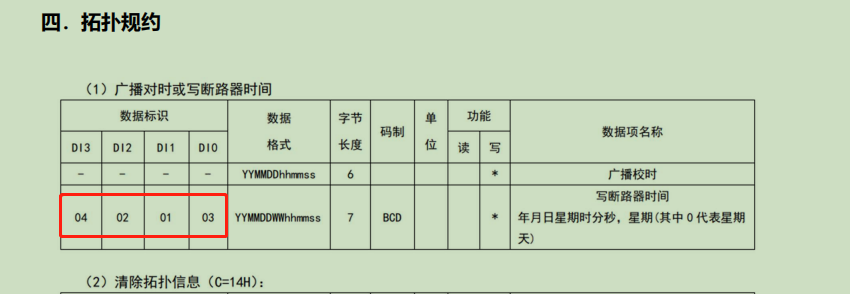 四．拓扑规约
（1）广播对时或写断路器时间
数据标识 数据格式 字节长度 码制 单位 功能 数据项名称
DI3 DI2 DI1 DI0 读 写
- - - - YYMMDDhhmmss 6 * 广播校时
04 02 01 03 YYMMDDWWhhmmss 7 BCD * 写断路器时间
年月日星期时分秒，星期(其中 0 代表星期
天)
（2）清除拓扑信息（C=14H）：